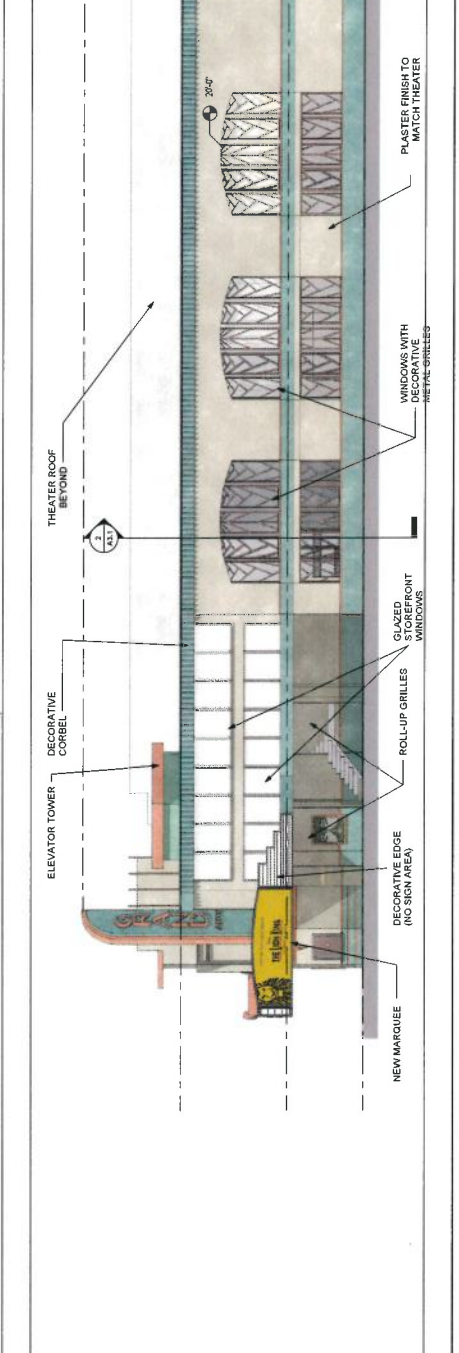 THEATER ROOF
BEYOND
2
A3.1
DECORATIVE
CORBEL
ELEVATOR TOWER
20'-0"
GRAND
THE LION KING
NEW MARQUEE
DECORATIVE EDGE
(NO SIGN AREA)
ROLL-UP GRILLES
GLAZED
STOREFRONT
WINDOWS
WINDOWS WITH
DECORATIVE
METAL GRILLES
PLASTER FINISH TO
MATCH THEATER